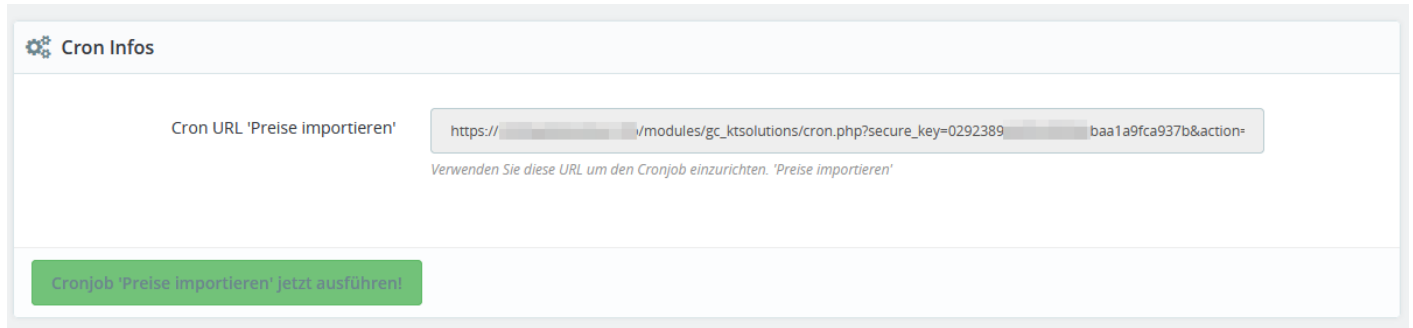 Cron Infos
Cron URL 'Preise importieren'
https:// /modules/gc_ktsolutions/cron.php?secure_key=0292389 baa1a9fca937b&action=
Verwenden Sie diese URL um den Cronjob einzurichten. 'Preise importieren'
Cronjob 'Preise importieren' jetzt ausführen!